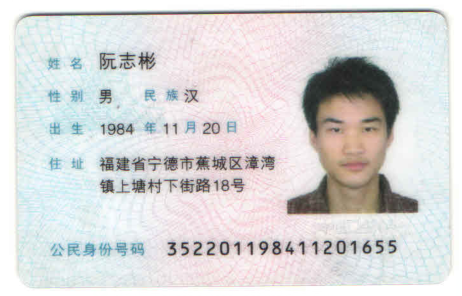 姓名 阮志彬
性别 男 民族 汉
出生 1984 年 11 月 20 日
住址 福建省宁德市蕉城区漳湾
镇上塘村下街路18号
公民身份号码 352201198411201655